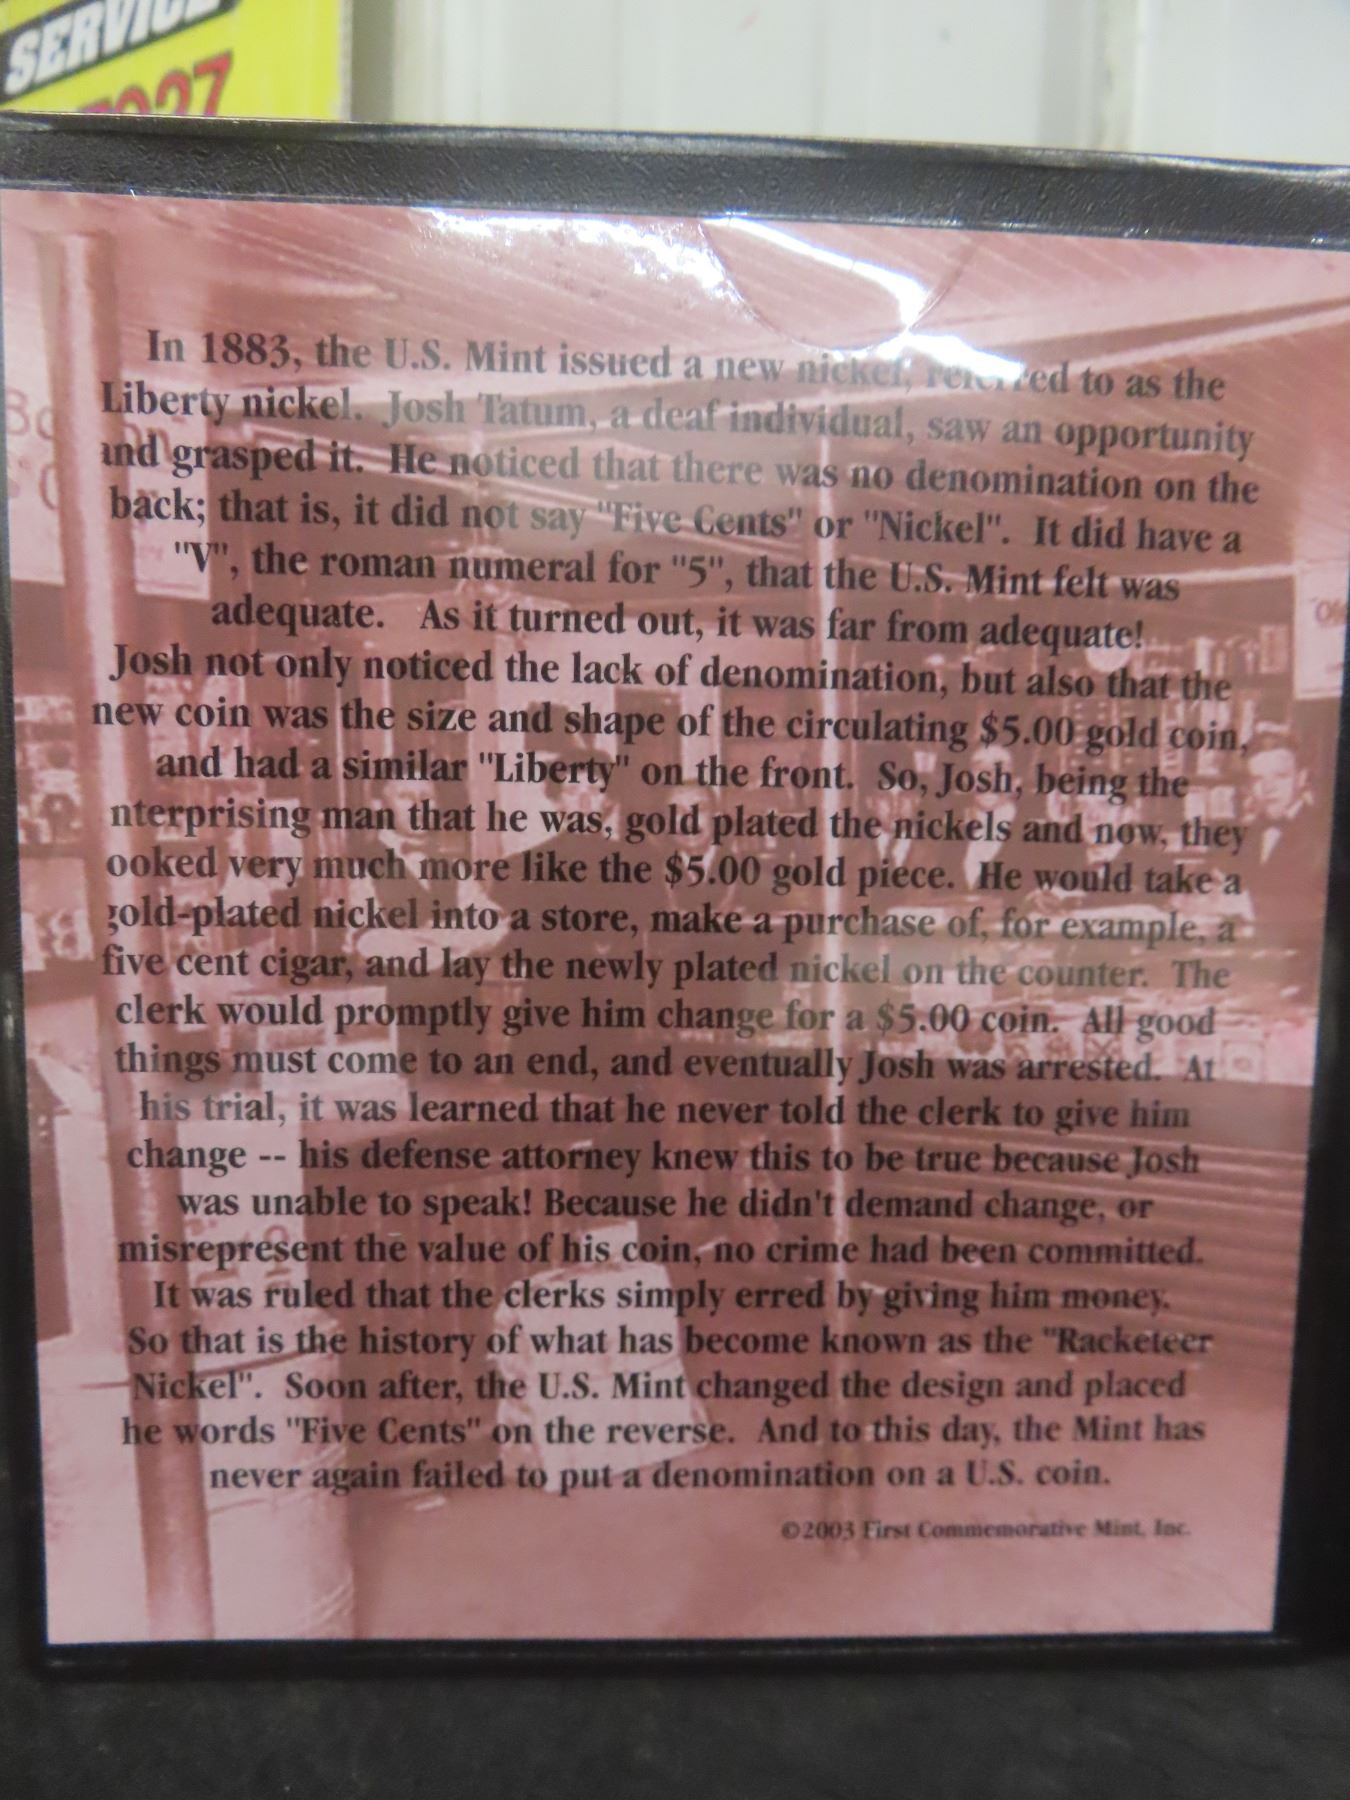 SERVICE
7027
In 1883, the U.S. Mint issued a new nickel, referred to as the
Liberty nickel. Josh Tatum, a deaf individual, saw an opportunity
and grasped it. He noticed that there was no denomination on the
back; that is, it did not say "Five Cents" or "Nickel". It did have a
"V", the roman numeral for "5", that the U.S. Mint felt was
adequate. As it turned out, it was far from adequate!
Josh not only noticed the lack of denomination, but also that the
new coin was the size and shape of the circulating $5.00 gold coin,
and had a similar "Liberty" on the front. So, Josh, being the
nterprising man that he was, gold plated the nickels and now, they
ooked very much more like the $5.00 gold piece. He would take a
gold-plated nickel into a store, make a purchase of, for example, a
five cent cigar, and lay the newly plated nickel on the counter. The
clerk would promptly give him change for a $5.00 coin. All good
things must come to an end, and eventually Josh was arrested. At
his trial, it was learned that he never told the clerk to give him
change -- his defense attorney knew this to be true because Josh
was unable to speak! Because he didn't demand change, or
misrepresent the value of his coin, no crime had been committed.
It was ruled that the clerks simply erred by giving him money.
So that is the history of what has become known as the "Racketeer
Nickel". Soon after, the U.S. Mint changed the design and placed
he words "Five Cents" on the reverse. And to this day, the Mint has
never again failed to put a denomination on a U.S. coin.
©2003 First Commemorative Mint, Inc.